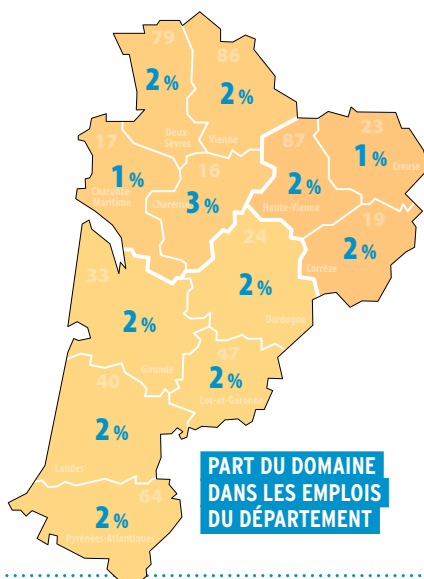 79
2 %
Deux-
Sèvres
86
2 %
Vienne
17
1 %
Charente
Maritime
16
3 %
Charente
87
2 %
Haute-Vienne
23
1 %
Creuse
19
2 %
Corrèze
24
2 %
Dordogne
33
2 %
Gironde
47
2 %
Lot-et-Garonne
40
2 %
Landes
64
2 %
Pyrénées-Atlantiques
PART DU DOMAINE
DANS LES EMPLOIS
DU DÉPARTEMENT